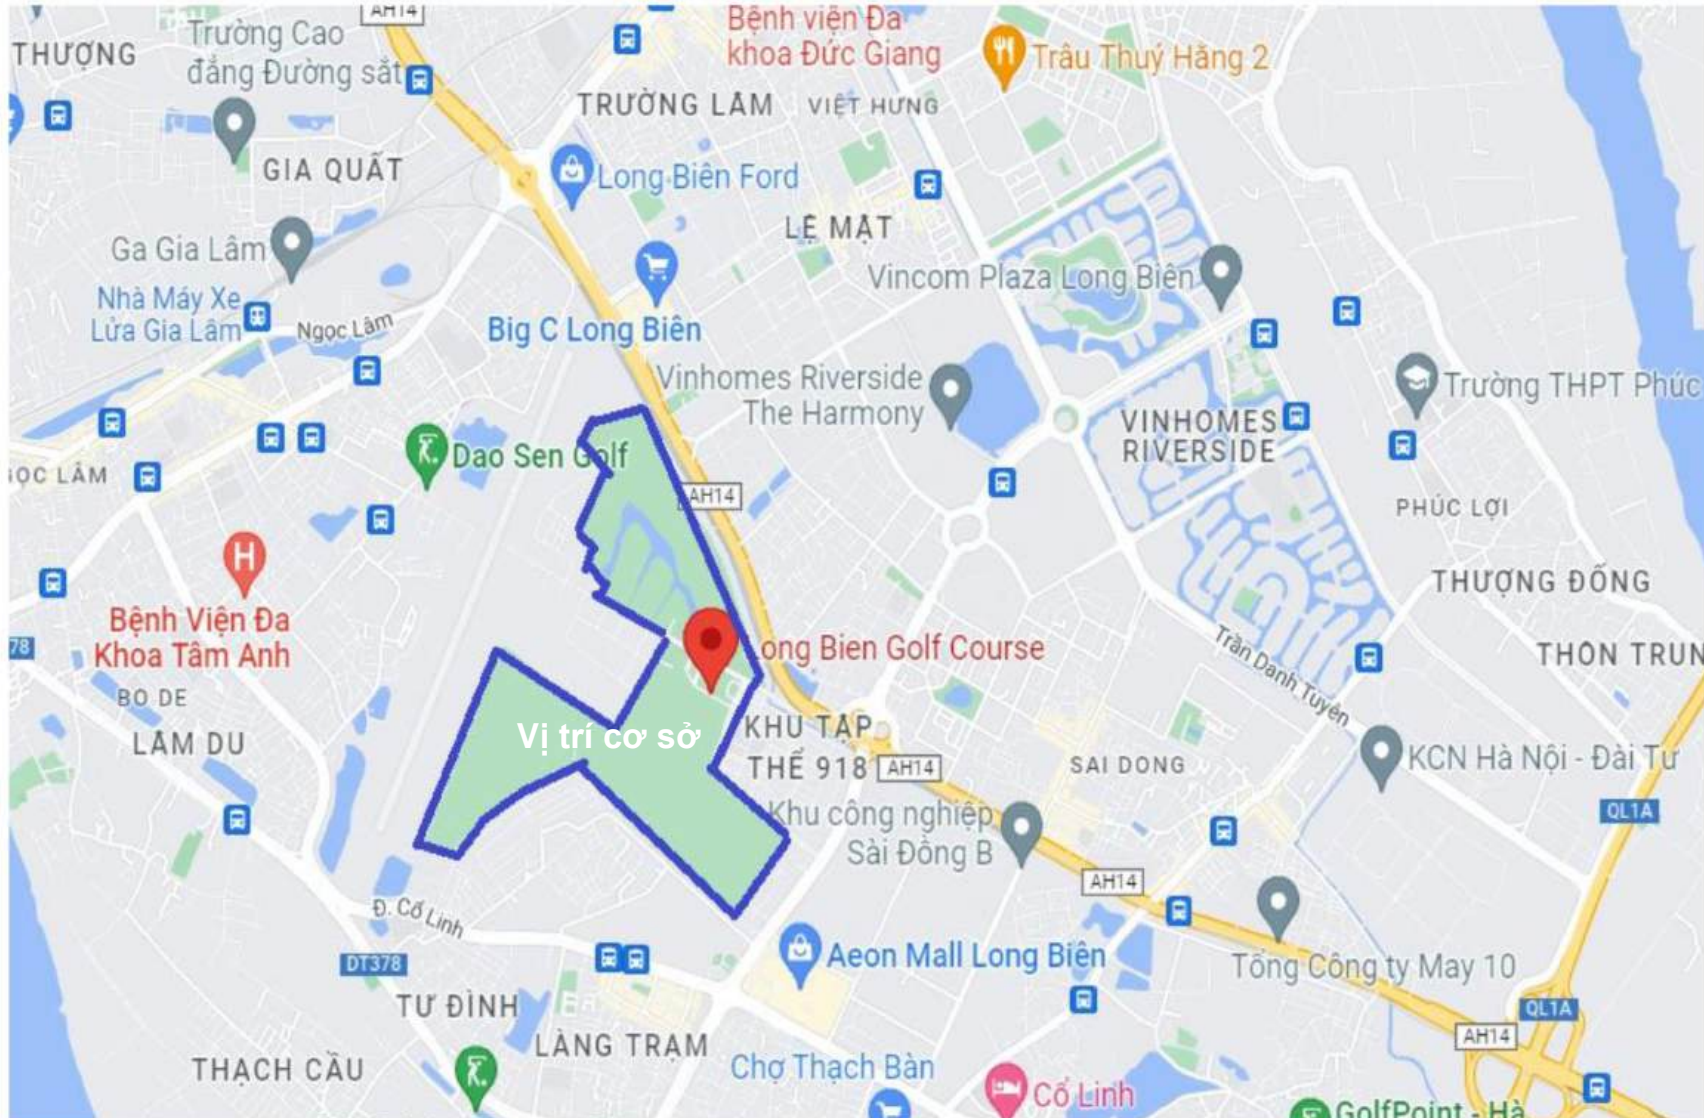 AH14
Trường Cao
đẳng Đường sắt
Bệnh viện Đa
khoa Đức Giang
Trâu Thuý Hằng 2
THƯỢNG
TRƯỜNG LÂM
VIỆT HƯNG
GIA QUẤT
Long Biên Ford
LỆ MẬT
Ga Gia Lâm
Vincom Plaza Long Biên
Nhà Máy Xe
Lửa Gia Lâm
Ngọc Lâm
Big C Long Biên
Vinhomes Riverside
The Harmony
Trường THPT Phúc
VINHOMES
RIVERSIDE
Dao Sen Golf
GỌC LÂM
AH14
PHÚC LỢI
H
THƯỢNG ĐỒNG
Bệnh Viện Đa
Khoa Tâm Anh
78
ong Bien Golf Course
Trần Danh Tuyên
THÔN TRUN
BO DE
LÂM DU
Vị trí cơ sở
KHU TẬP
THỂ 918
AH14
SAI DONG
KCN Hà Nội - Đài Tư
Khu công nghiệp
Sài Đồng B
QL1A
AH14
Đ. Cổ Linh
DT378
Aeon Mall Long Biên
Tổng Công ty May 10
TƯ ĐÌNH
QL1A
AH14
LÀNG TRẠM
THẠCH CẦU
Chợ Thạch Bàn
Cổ Linh
GolfPoint - Hà